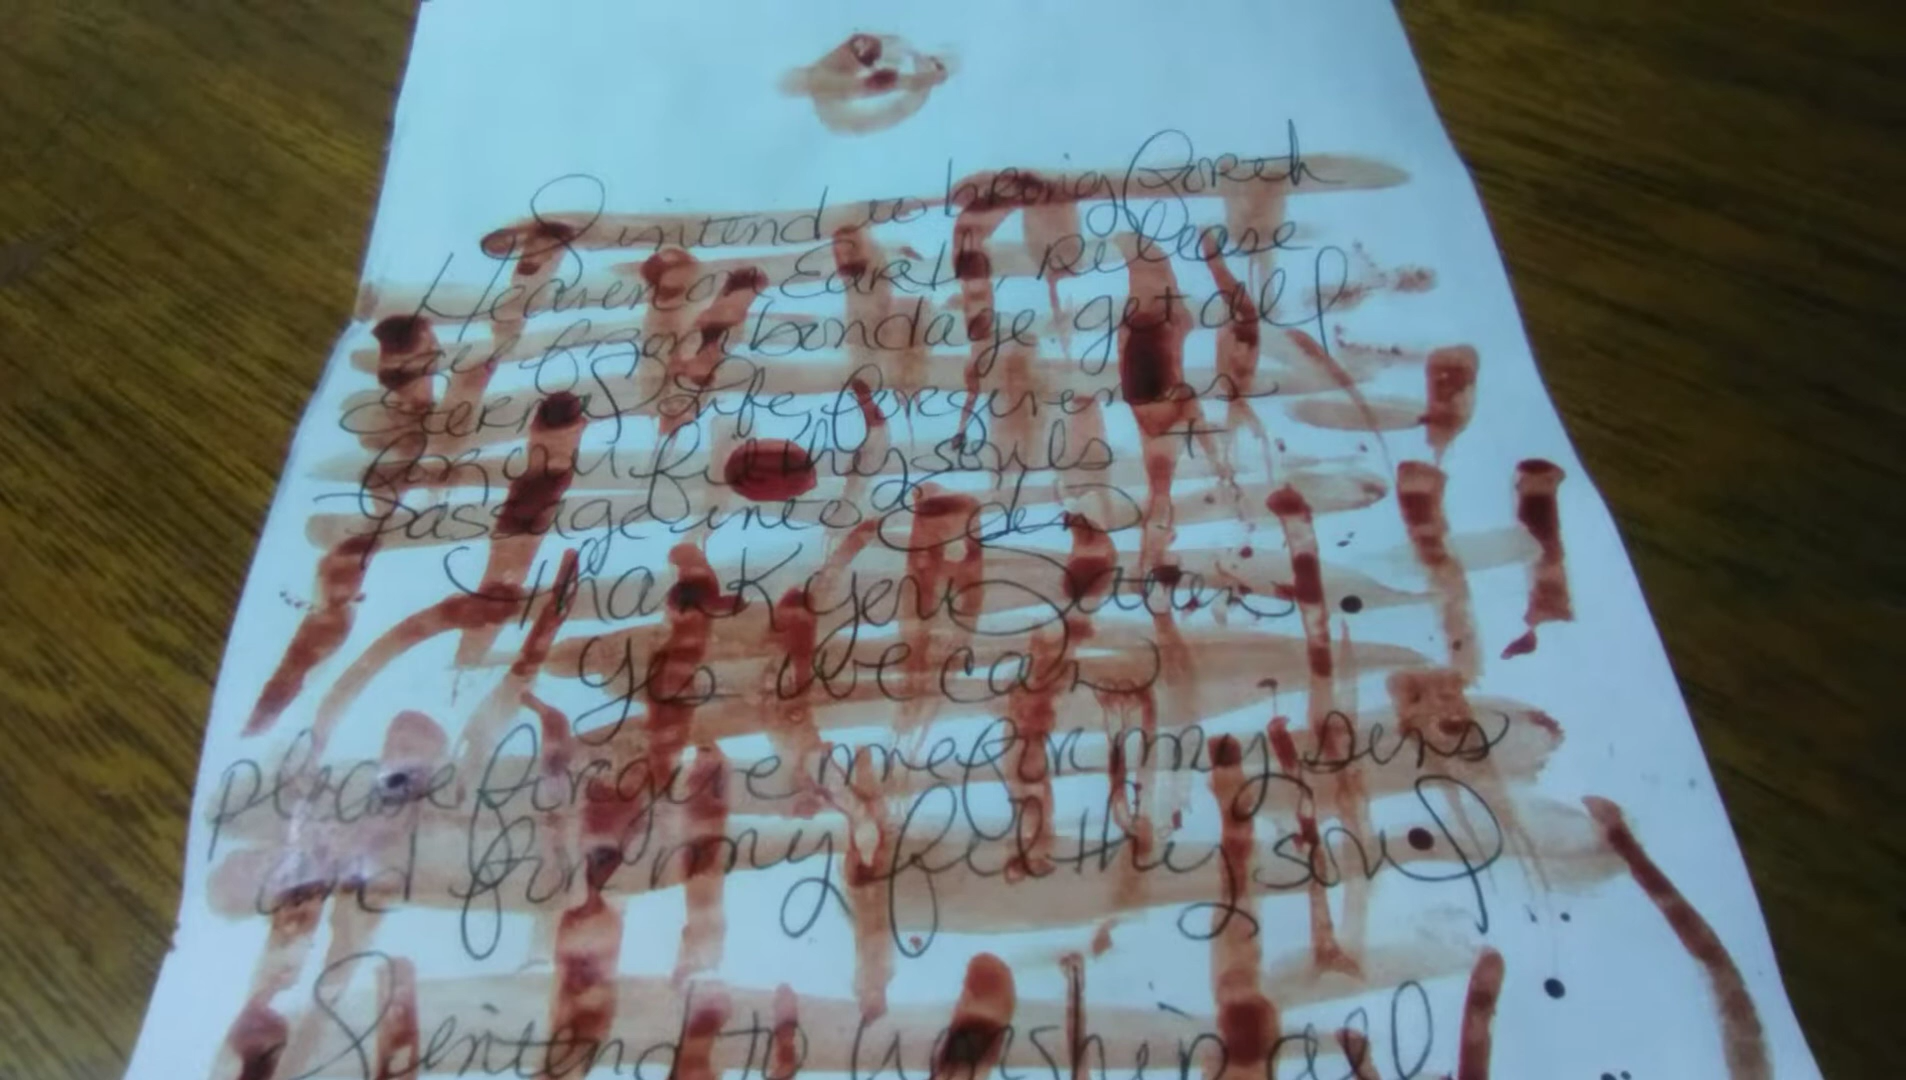 I intend to bring forth
Heaven on Earth, release
all from bondage get all
eternal life, forgiveness
for our filthy souls +
passage into Eden
Thank you
Yes we can
please forgive me for my sins
and for my filthy soul
I intend to worship all